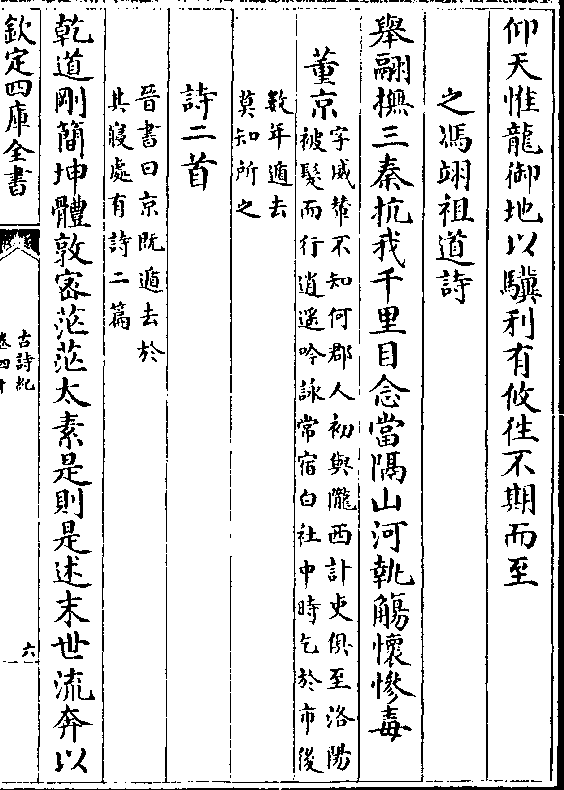 仰天惟龍御地以驥利有攸徃不期而至
之馮翊祖道詩
舉翮撫三秦抗我千里目念當隔山河執觴懷慘毒
董京字威輦不知何郡人初與隴西計吏俱至洛陽
被髮而行逍遥吟詠常宿白社中時乞於市後
數年遁去
莫知所之
詩二首
晉書曰京旣遁去於
其寢處有詩二篇
乾道剛簡坤體敦宻茫茫太素是則是述末世流奔以
欽定四庫全書
古詩紀
卷四十
六